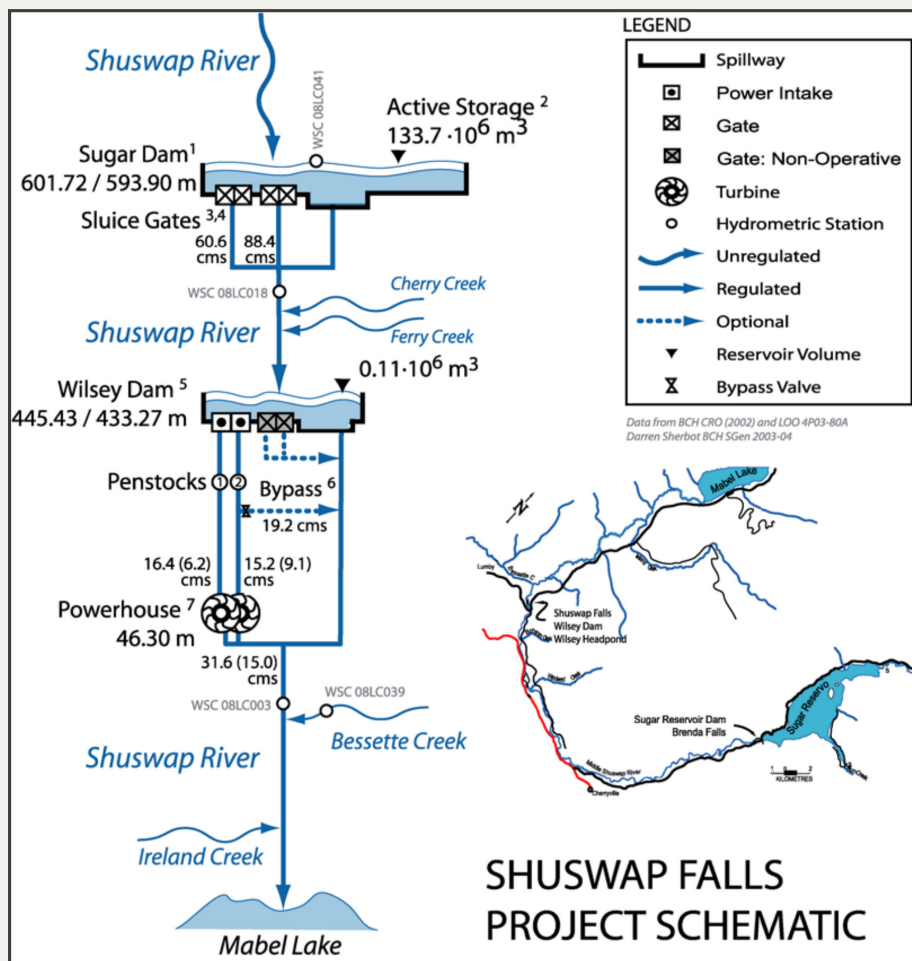 Shuswap River
WSC 08LC041
Active Storage 2
133.7 ·10⁶ m³
Sugar Dam1
601.72 / 593.90 m
Sluice Gates 3,4
60.6
cms
88.4
cms
WSC 08LC018
Cherry Creek
Ferry Creek
Shuswap River
0.11·10⁶ m³
Wilsey Dam 5
445.43 / 433.27 m
Penstocks
1
2
Bypass 6
19.2 cms
16.4 (6.2)
cms
15.2 (9.1)
cms
Powerhouse 7
46.30 m
31.6 (15.0)
cms
WSC 08LC003
WSC 08LC039
Bessette Creek
Shuswap River
Ireland Creek
Mabel Lake
LEGEND
Spillway
Power Intake
Gate
Gate: Non-Operative
Turbine
Hydrometric Station
Unregulated
Regulated
Optional
Reservoir Volume
Bypass Valve
Data from BCH CRO (2002) and LOO 4P03-80A
Darren Sherbot BCH SGen 2003-04
Mabel Lake
N
Lumby
Bessette C
Shuswap Falls
Wilsey Dam
Wilsey Headpond
Sugar Reservoir Dam
Brenda Falls
Sugar Reservo
Middle Shuswap River
Cherryville
KILOMETRES
SHUSWAP FALLS
PROJECT SCHEMATIC